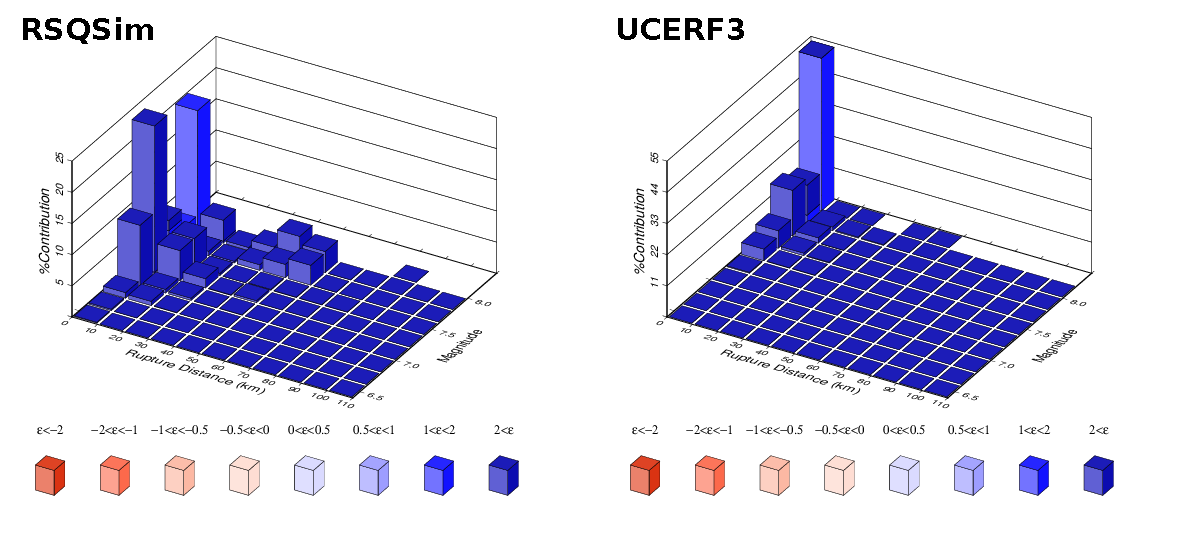 RSQSim
%Contribution
25
20
15
10
5
0
10
20
30
40
50
60
70
80
90
100
110
Rupture Distance (km)
6.5
7.0
7.5
8.0
Magnitude
ε<−2
−2<ε<−1
−1<ε<−0.5
−0.5<ε<0
0<ε<0.5
0.5<ε<1
1<ε<2
2<ε
UCERF3
%Contribution
55
44
33
22
11
0
10
20
30
40
50
60
70
80
90
100
110
Rupture Distance (km)
6.5
7.0
7.5
8.0
Magnitude
ε<−2
−2<ε<−1
−1<ε<−0.5
−0.5<ε<0
0<ε<0.5
0.5<ε<1
1<ε<2
2<ε